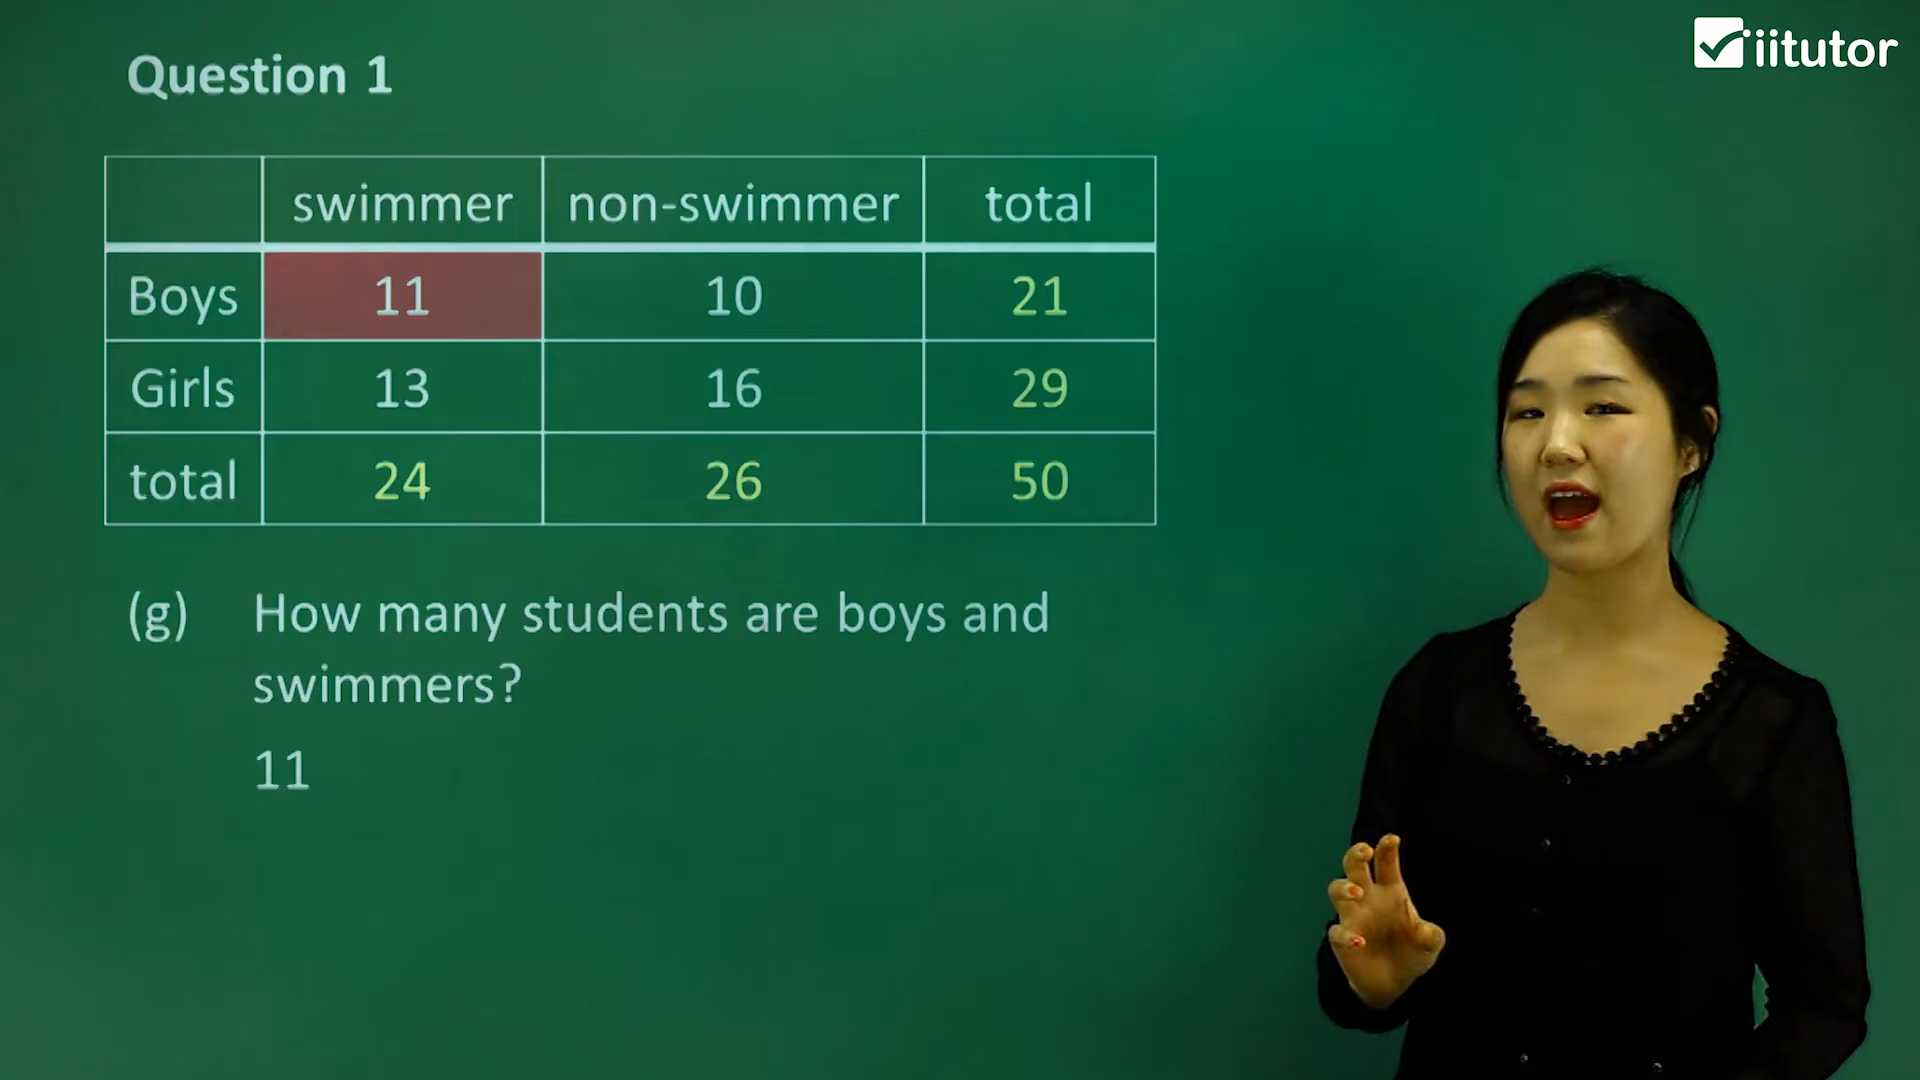 iitutor
Question 1
swimmer non-swimmer total
Boys 11 10 21
Girls 13 16 29
total 24 26 50
(g) How many students are boys and
swimmers?
11